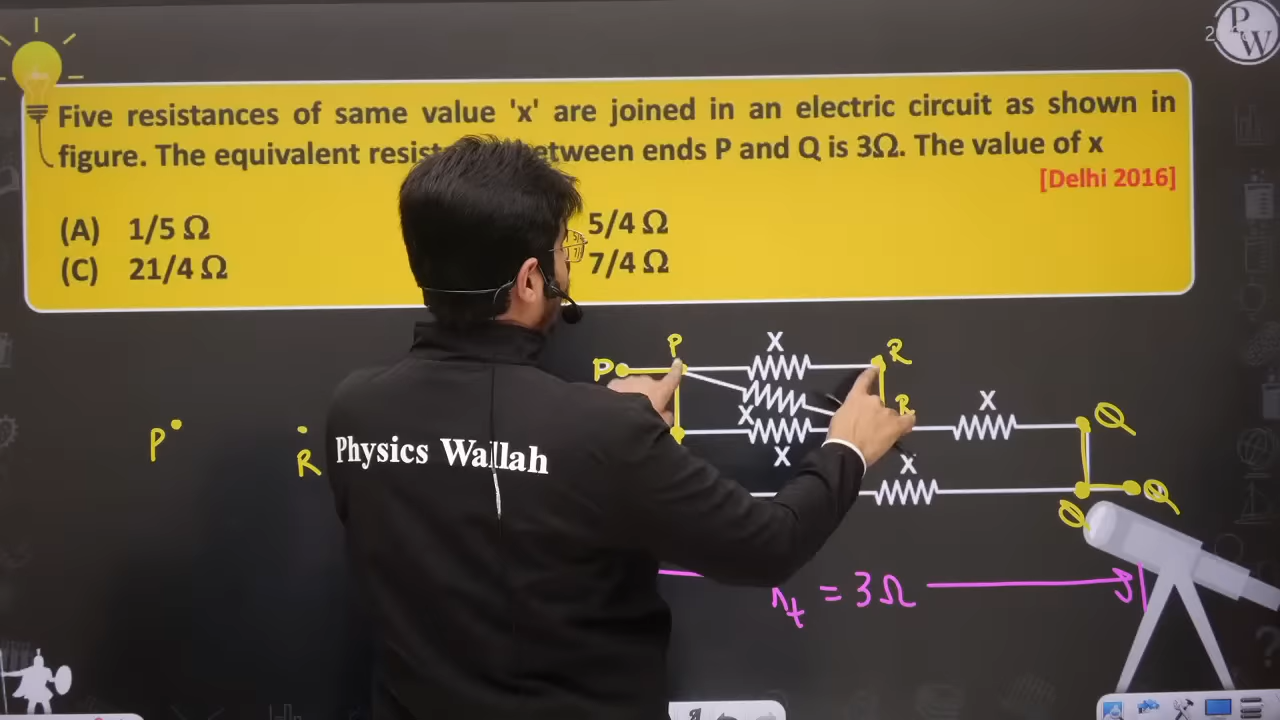 PW
Five resistances of same value 'x' are joined in an electric circuit as shown in
figure. The equivalent between ends P and Q is 3Ω. The value of x
[Delhi 2016]
(A) 1/5 Ω 5/4 Ω
(C) 21/4 Ω 7/4 Ω
X
P R
P
X R X Q
X X
P R
Physics Wallah
Q Q
= 3Ω